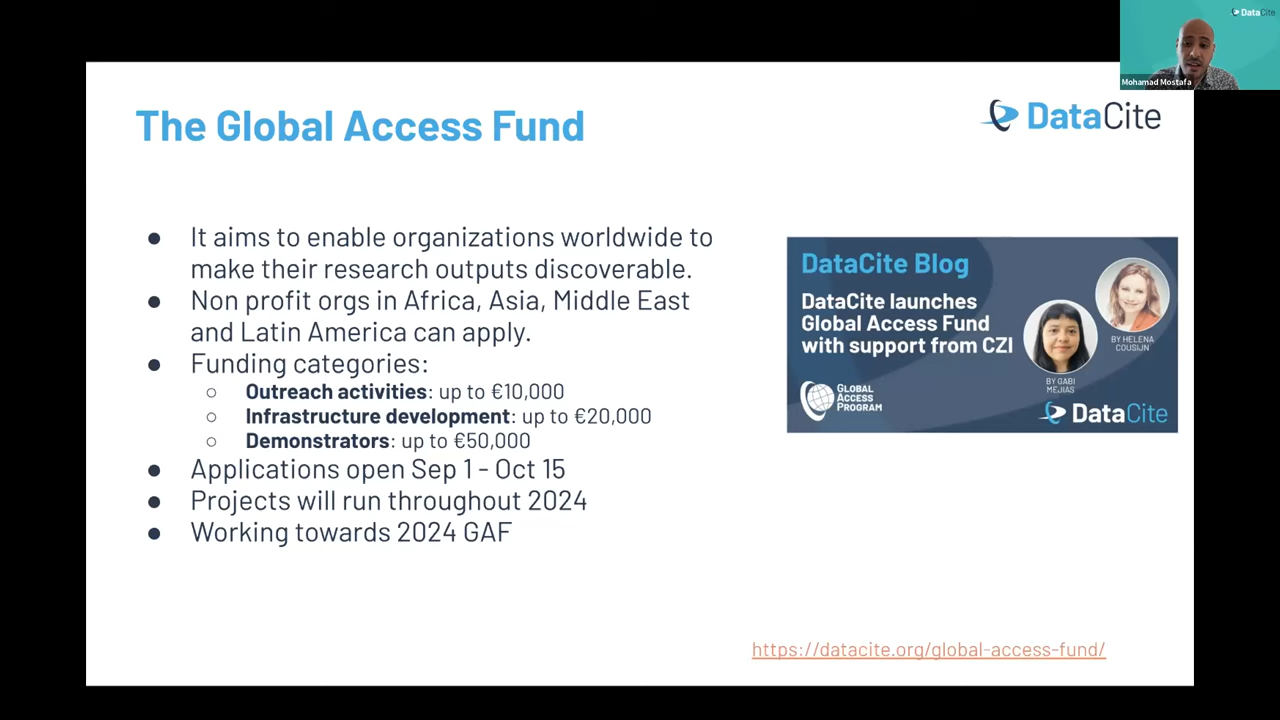 DataCite
Mohamad Mostafa
The Global Access Fund
DataCite
● It aims to enable organizations worldwide to
make their research outputs discoverable.
● Non profit orgs in Africa, Asia, Middle East
and Latin America can apply.
● Funding categories:
○ Outreach activities: up to €10,000
○ Infrastructure development: up to €20,000
○ Demonstrators: up to €50,000
● Applications open Sep 1 - Oct 15
● Projects will run throughout 2024
● Working towards 2024 GAF
DataCite Blog
DataCite launches
Global Access Fund
with support from CZI
BY HELENA
COUSIJN
BY GABI
MEJIAS
GLOBAL
ACCESS
PROGRAM
DataCite
https://datacite.org/global-access-fund/